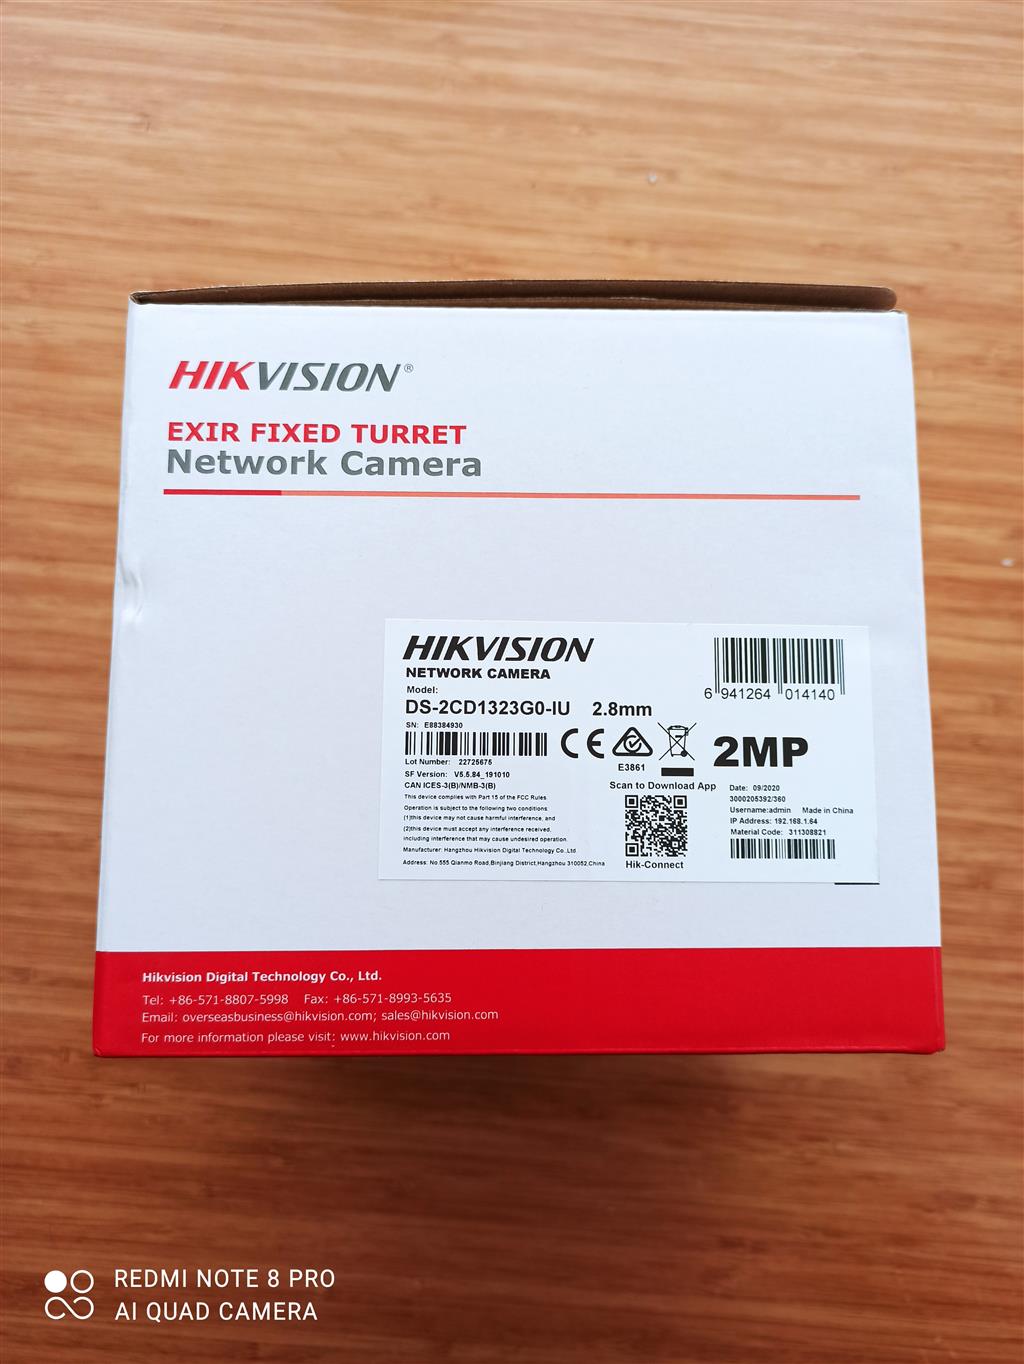 HIKVISION®
EXIR FIXED TURRET
Network Camera
HIKVISION
NETWORK CAMERA
Model:
DS-2CD1323G0-IU 2.8mm
SN: E88384930
Lot Number: 22725675
SF Version: V5.5.84_191010
CAN ICES-3(B)/NMB-3(B)
This device complies with Part 15 of the FCC Rules.
Operation is subject to the following two conditions:
(1)this device may not cause harmful interference, and
(2)this device must accept any interference received,
including interference that may cause undesired operation.
Manufacturer: Hangzhou Hikvision Digital Technology Co.,Ltd.
Address: No.555 Qianmo Road,Binjiang District,Hangzhou 310052,China
CE
E3861
Scan to Download App
Hik-Connect
6 941264 014140
2MP
Date: 09/2020
3000205392/360
Username:admin Made in China
IP Address: 192.168.1.64
Material Code: 311308821
Hikvision Digital Technology Co., Ltd.
Tel: +86-571-8807-5998 Fax: +86-571-8993-5635
Email: overseasbusiness@hikvision.com; sales@hikvision.com
For more information please visit: www.hikvision.com
REDMI NOTE 8 PRO
AI QUAD CAMERA